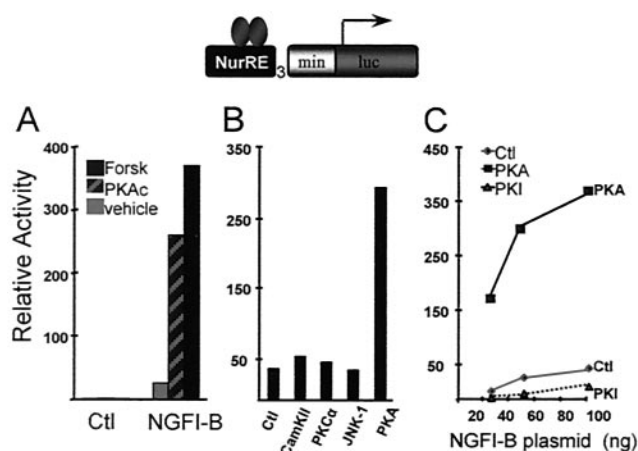 NurRE
3
min
luc
A
B
C
Relative Activity
400
300
200
100
Forsk
PKAc
vehicle
Ctl
NGFI-B
350
250
150
50
Ctl
CamKII
PKCα
JNK-1
PKA
450
350
250
150
50
Ctl
PKA
PKI
PKA
Ctl
PKI
20 40 60 80 100
NGFI-B plasmid (ng)